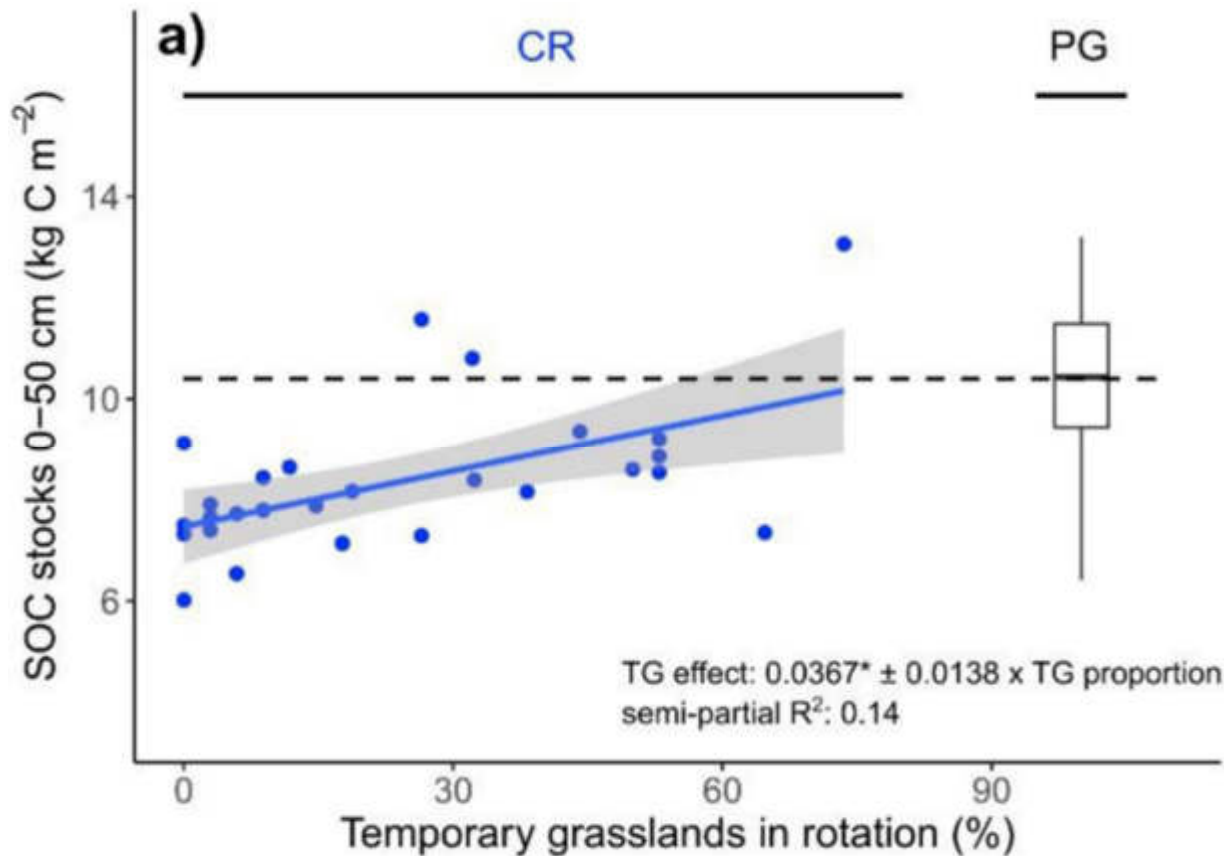 a)
CR
PG
SOC stocks 0–50 cm (kg C m⁻²)
14
10
6
TG effect: 0.0367* ± 0.0138 x TG proportion
semi-partial R²: 0.14
0
30
60
90
Temporary grasslands in rotation (%)